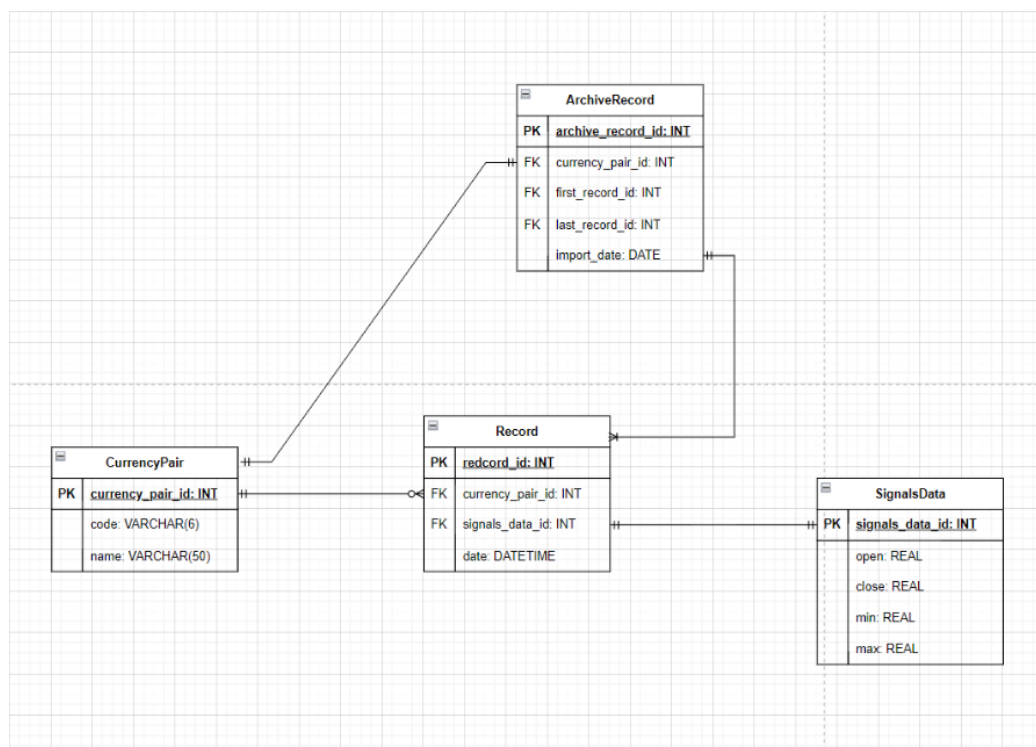 ArchiveRecord
PK archive_record_id: INT
FK currency_pair_id: INT
FK first_record_id: INT
FK last_record_id: INT
import_date: DATE
CurrencyPair
PK currency_pair_id: INT
code: VARCHAR(6)
name: VARCHAR(50)
Record
PK redcord_id: INT
FK currency_pair_id: INT
FK signals_data_id: INT
date: DATETIME
SignalsData
PK signals_data_id: INT
open: REAL
close: REAL
min: REAL
max: REAL